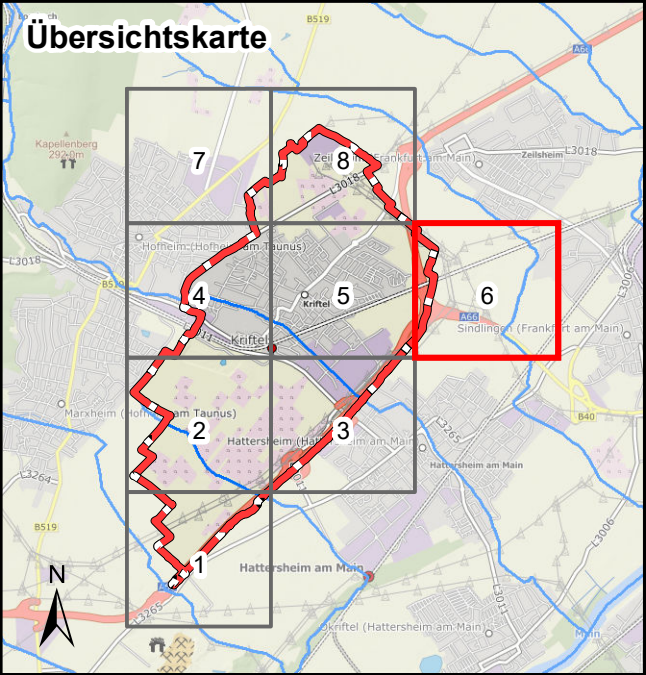 Übersichtskarte
B519
A66
Kapellenberg
292.0m
7
8
Zeilsheim (Frankfurt am Main)
Zeilsheim
L3018
L3018
Hofheim (Hofheim am Taunus)
L3018
B519
4
5
6
Kriftel
L3006
A66
Sindlingen (Frankfurt am Main)
Kriftel
Marxheim (Hofheim am Taunus)
B40
2
3
Hattersheim (Hattersheim am Main)
L3265
L3264
Hattersheim am Main
L3011
B519
L3006
1
Hattersheim am Main
N
L3265
L3011
Okriftel (Hattersheim am Main)
Main